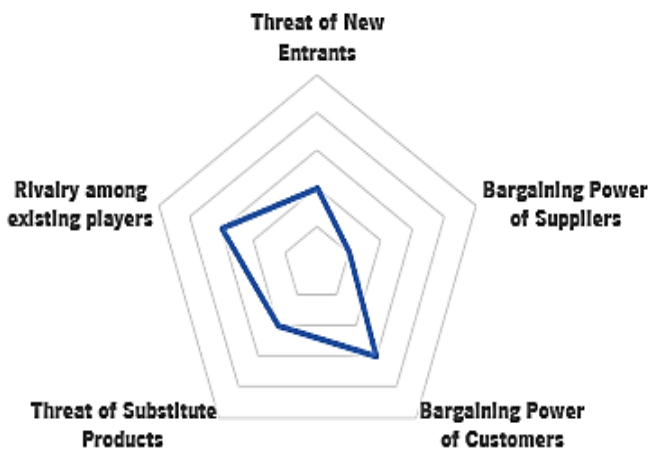 Threat of New
Entrants
Rivalry among
existing players
Bargaining Power
of Suppliers
Threat of Substitute
Products
Bargaining Power
of Customers